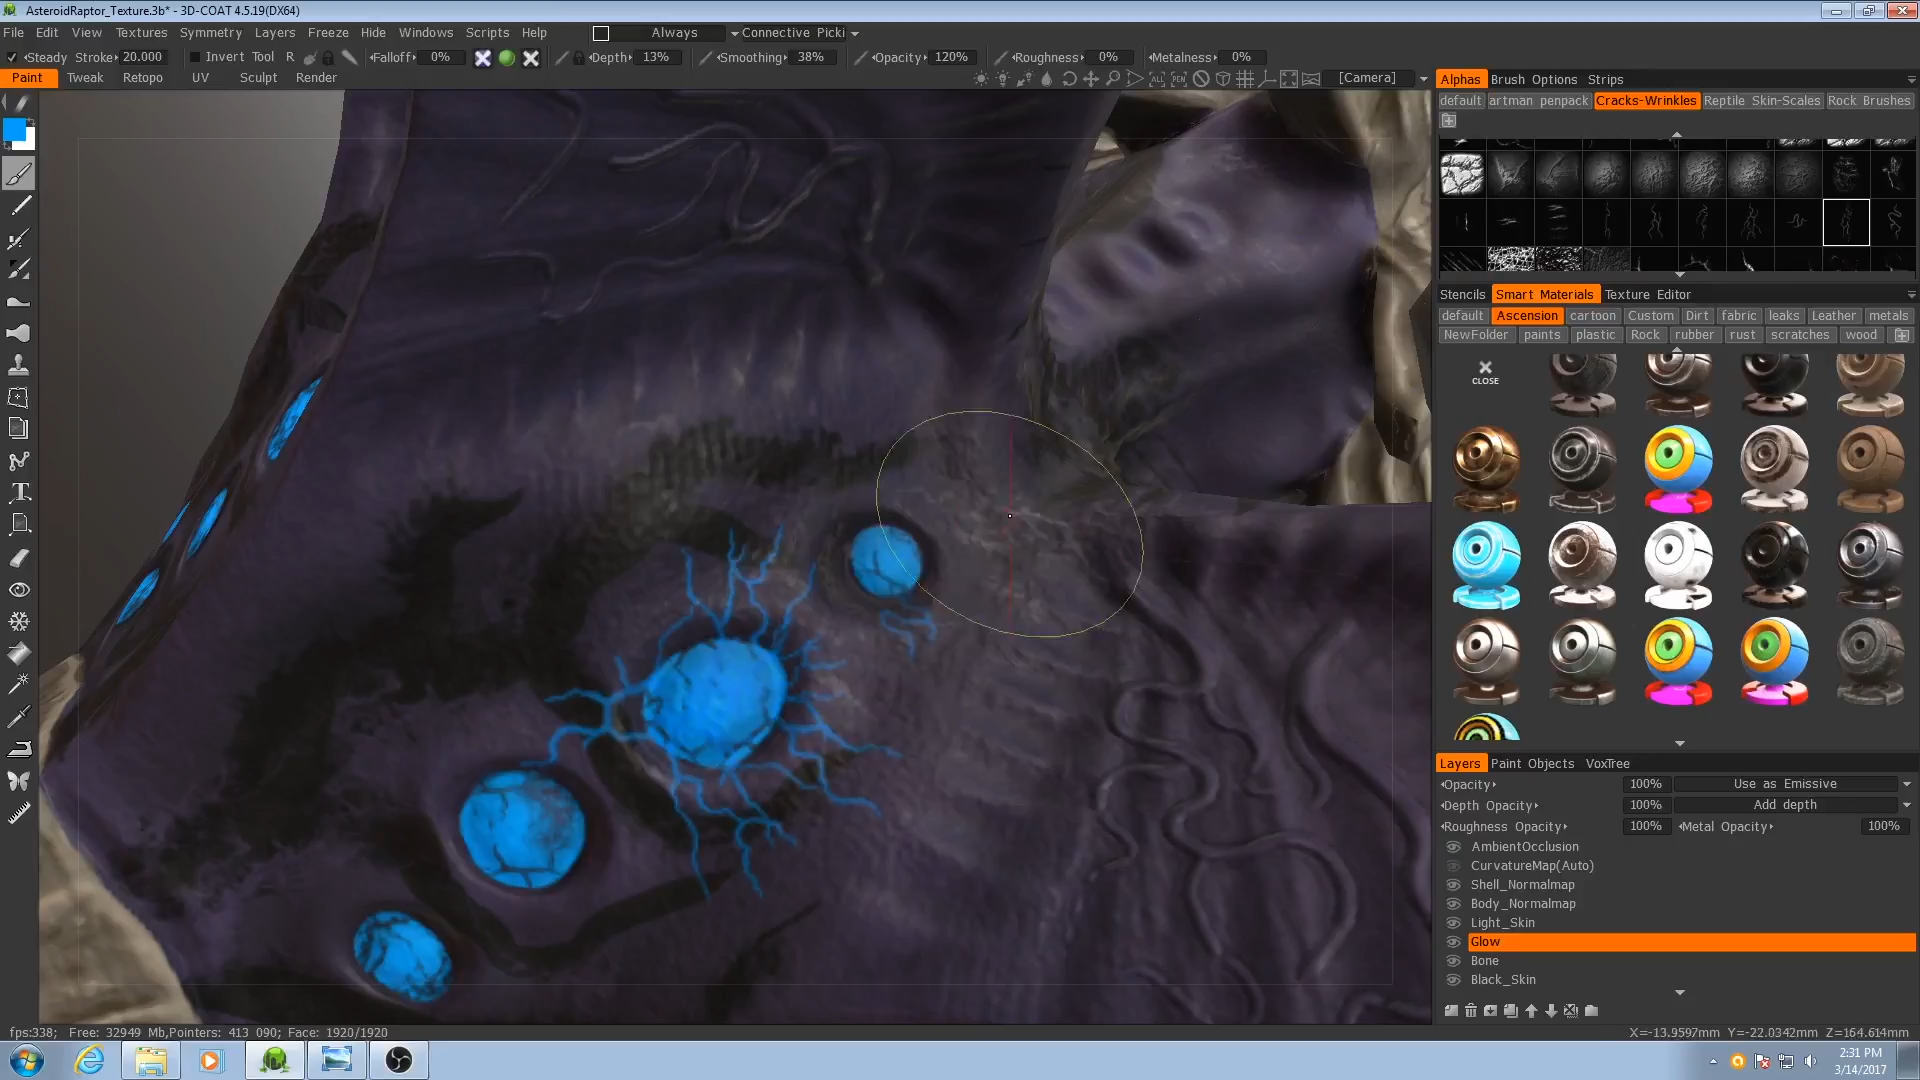 AsteroidRaptor_Texture.3b* - 3D-COAT 4.5.19(DX64)
File Edit View Textures Symmetry Layers Freeze Hide Windows Scripts Help Always Connective Picki
Steady Stroke 20.000 Invert Tool R Falloff 0% Depth 13% Smoothing 38% Opacity 120% Roughness 0% Metalness 0%
Paint Tweak Retopo UV Sculpt Render [Camera]
Alphas Brush Options Strips
default artman penpack Cracks-Wrinkles Reptile Skin-Scales Rock Brushes
Stencils Smart Materials Texture Editor
default Ascension cartoon Custom Dirt fabric leaks Leather metals
NewFolder paints plastic Rock rubber rust scratches wood
CLOSE
Layers Paint Objects VoxTree
Opacity 100% Use as Emissive
Depth Opacity 100% Add depth
Roughness Opacity 100% Metal Opacity 100%
AmbientOcclusion
CurvatureMap(Auto)
Shell_Normalmap
Body_Normalmap
Light_Skin
Glow
Bone
Black_Skin
fps:338; Free: 32949 Mb,Pointers: 413 090; Face: 1920/1920 X=-13.9597mm Y=-22.0342mm Z=164.614mm
2:31 PM
3/14/2017